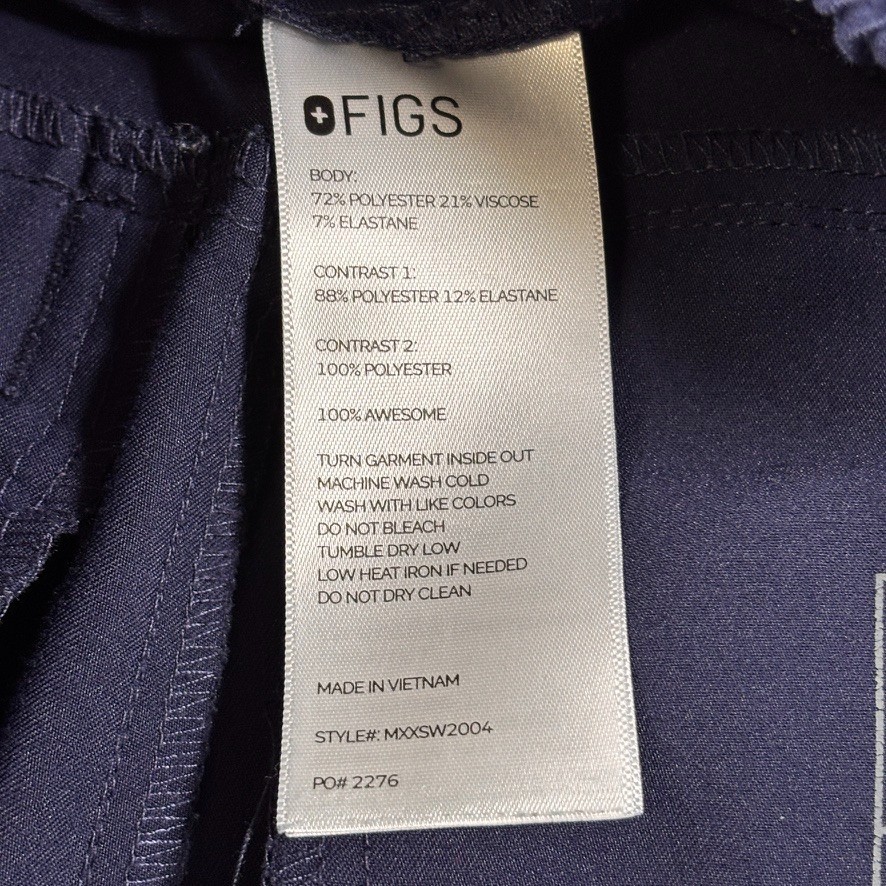 FIGS
BODY:
72% POLYESTER 21% VISCOSE
7% ELASTANE
CONTRAST 1:
88% POLYESTER 12% ELASTANE
CONTRAST 2:
100% POLYESTER
100% AWESOME
TURN GARMENT INSIDE OUT
MACHINE WASH COLD
WASH WITH LIKE COLORS
DO NOT BLEACH
TUMBLE DRY LOW
LOW HEAT IRON IF NEEDED
DO NOT DRY CLEAN
MADE IN VIETNAM
STYLE#: MXXSW2004
PO# 2276